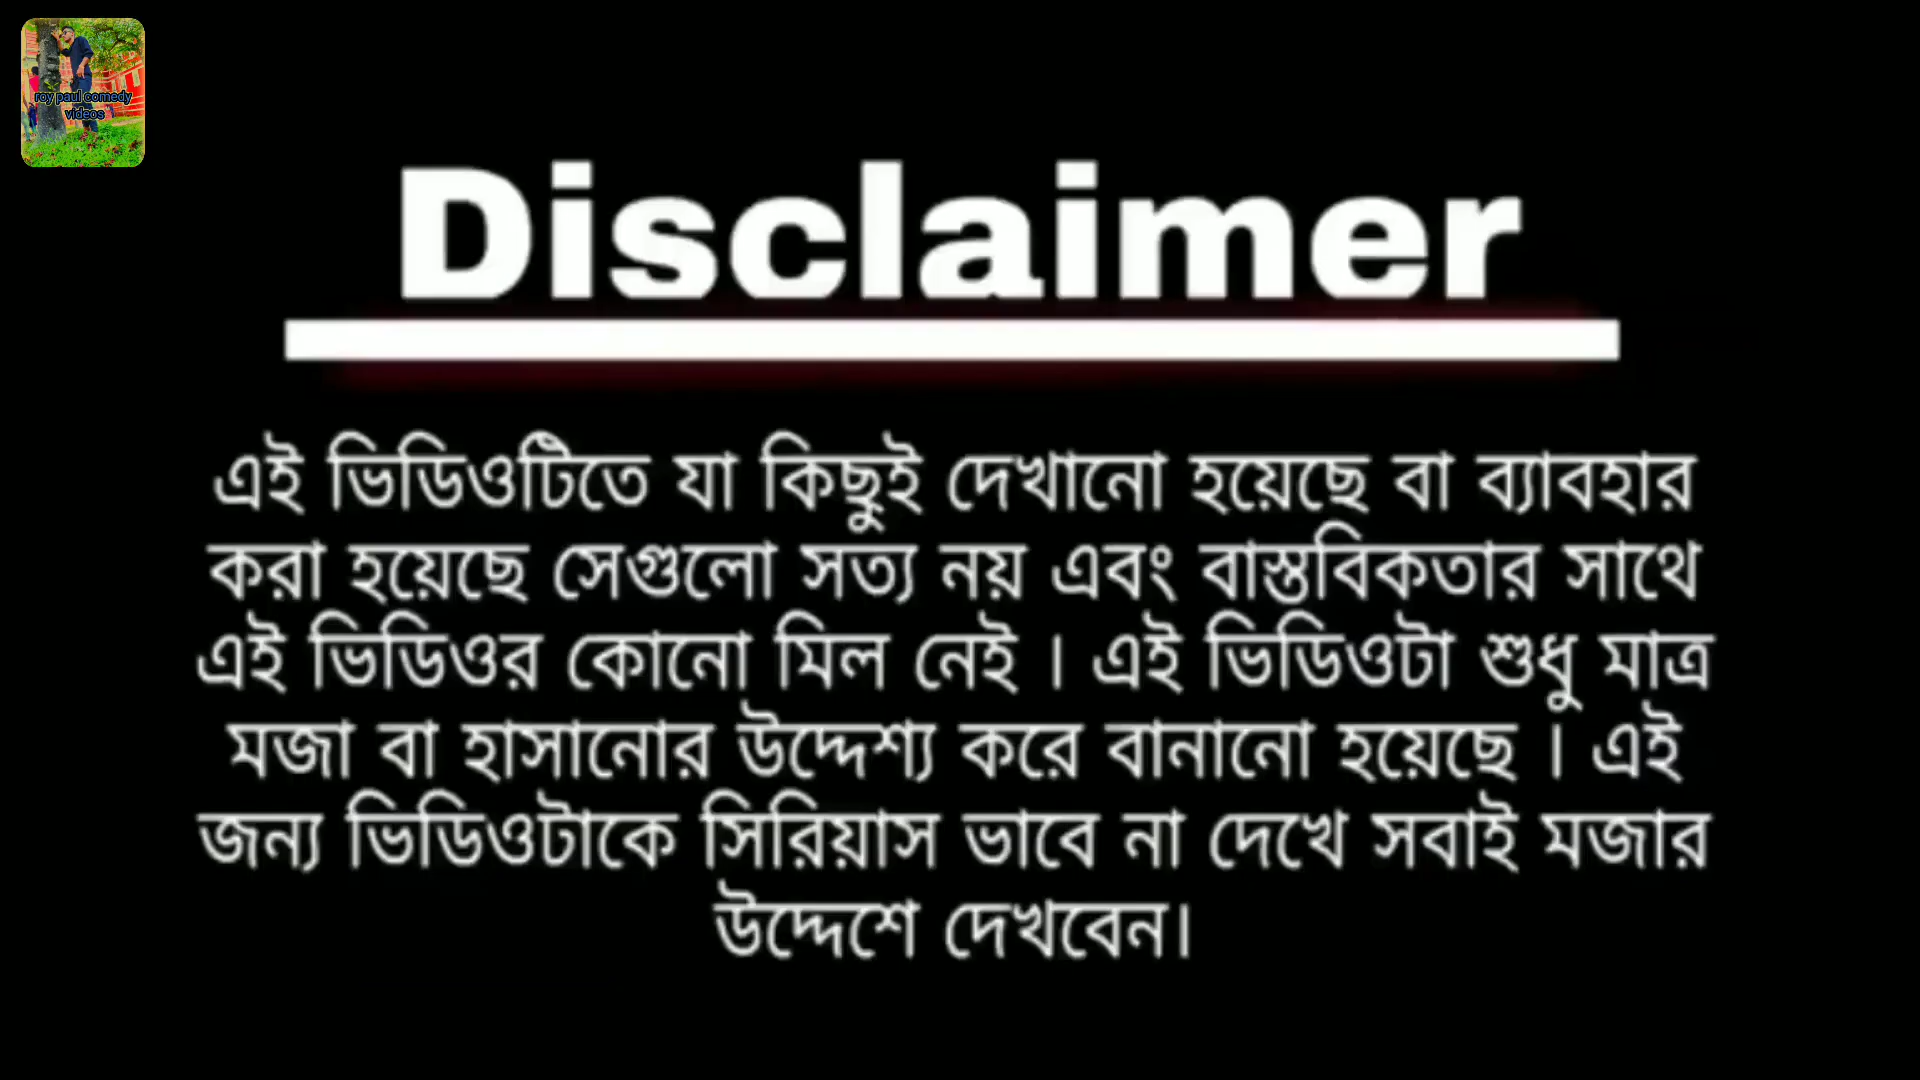 roy paul comedy
videos
Disclaimer
এই ভিডিওটিতে যা কিছুই দেখানো হয়েছে বা ব্যাবহার
করা হয়েছে সেগুলো সত্য নয় এবং বাস্তবিকতার সাথে
এই ভিডিওর কোনো মিল নেই । এই ভিডিওটা শুধু মাত্র
মজা বা হাসানোর উদ্দেশ্য করে বানানো হয়েছে । এই
জন্য ভিডিওটাকে সিরিয়াস ভাবে না দেখে সবাই মজার
উদ্দেশে দেখবেন।